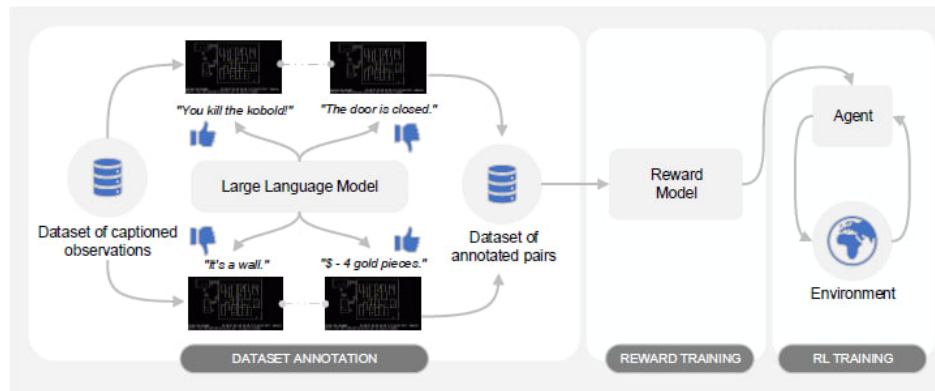 "You kill the kobold!"
"The door is closed."
Large Language Model
Dataset of captioned
observations
"It's a wall."
"$ - 4 gold pieces."
Dataset of
annotated pairs
DATASET ANNOTATION
Reward
Model
REWARD TRAINING
Agent
Environment
RL TRAINING